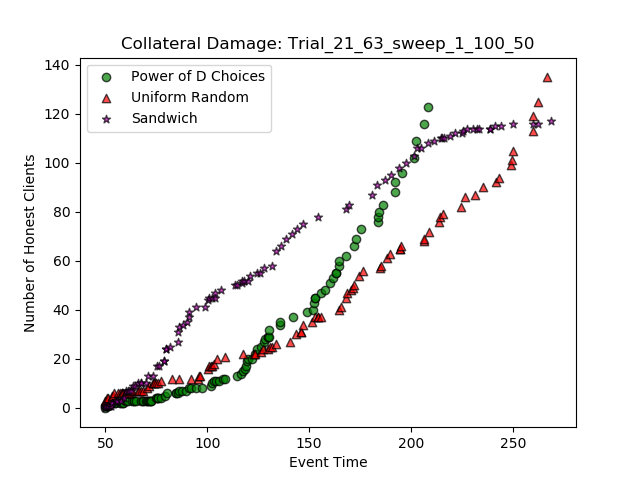 Collateral Damage: Trial_21_63_sweep_1_100_50
Power of D Choices
Uniform Random
Sandwich
140
120
100
80
60
40
20
0
Number of Honest Clients
50
100
150
200
250
Event Time